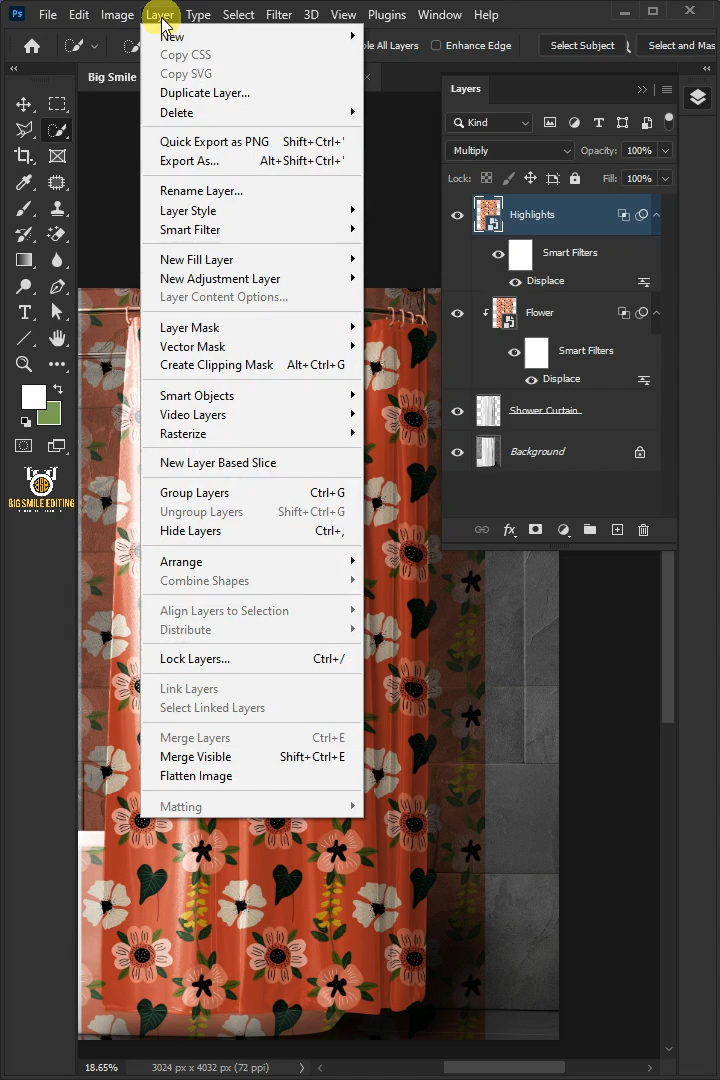 Ps File Edit Image Layer Type Select Filter 3D View Plugins Window Help
le All Layers Enhance Edge Select Subject Select and Mas
Big Smile
New
Copy CSS
Copy SVG
Duplicate Layer...
Delete
Quick Export as PNG Shift+Ctrl+'
Export As... Alt+Shift+Ctrl+'
Rename Layer...
Layer Style
Smart Filter
New Fill Layer
New Adjustment Layer
Layer Content Options...
Layer Mask
Vector Mask
Create Clipping Mask Alt+Ctrl+G
Smart Objects
Video Layers
Rasterize
New Layer Based Slice
Group Layers Ctrl+G
Ungroup Layers Shift+Ctrl+G
Hide Layers Ctrl+,
Arrange
Combine Shapes
Align Layers to Selection
Distribute
Lock Layers... Ctrl+/
Link Layers
Select Linked Layers
Merge Layers Ctrl+E
Merge Visible Shift+Ctrl+E
Flatten Image
Matting
Layers
Kind
Multiply Opacity: 100%
Lock: Fill: 100%
Highlights
Smart Filters
Displace
Flower
Smart Filters
Displace
Shower Curtain
Background
fx
BIG SMILE EDITING
18.65% 3024 px x 4032 px (72 ppi)